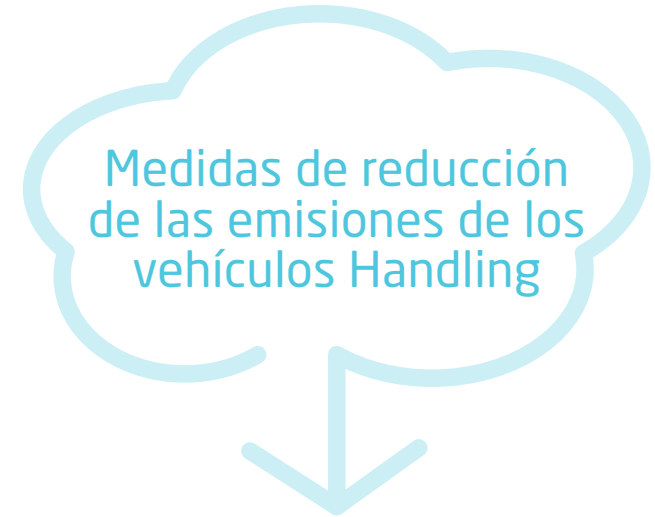 Medidas de reducción
de las emisiones de los
vehículos Handling